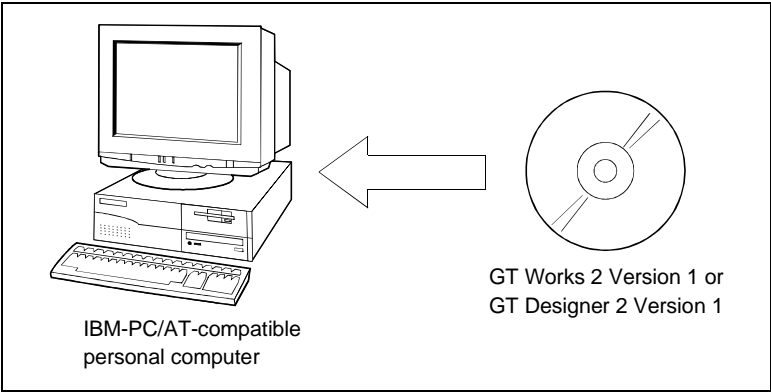 IBM-PC/AT-compatible
personal computer
GT Works 2 Version 1 or
GT Designer 2 Version 1